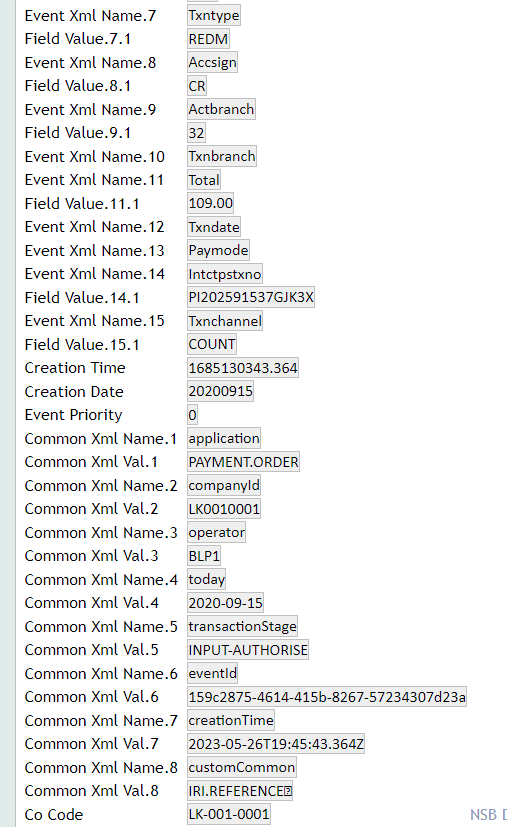 Event Xml Name.7 Txntype
Field Value.7.1 REDM
Event Xml Name.8 Accsign
Field Value.8.1 CR
Event Xml Name.9 Actbranch
Field Value.9.1 32
Event Xml Name.10 Txnbranch
Event Xml Name.11 Total
Field Value.11.1 109.00
Event Xml Name.12 Txndate
Event Xml Name.13 Paymode
Event Xml Name.14 Intctpstxno
Field Value.14.1 PI202591537GJK3X
Event Xml Name.15 Txnchannel
Field Value.15.1 COUNT
Creation Time 1685130343.364
Creation Date 20200915
Event Priority 0
Common Xml Name.1 application
Common Xml Val.1 PAYMENT.ORDER
Common Xml Name.2 companyId
Common Xml Val.2 LK0010001
Common Xml Name.3 operator
Common Xml Val.3 BLP1
Common Xml Name.4 today
Common Xml Val.4 2020-09-15
Common Xml Name.5 transactionStage
Common Xml Val.5 INPUT-AUTHORISE
Common Xml Name.6 eventId
Common Xml Val.6 159c2875-4614-415b-8267-57234307d23a
Common Xml Name.7 creationTime
Common Xml Val.7 2023-05-26T19:45:43.364Z
Common Xml Name.8 customCommon
Common Xml Val.8 IRI.REFERENCE
Co Code LK-001-0001
NSB